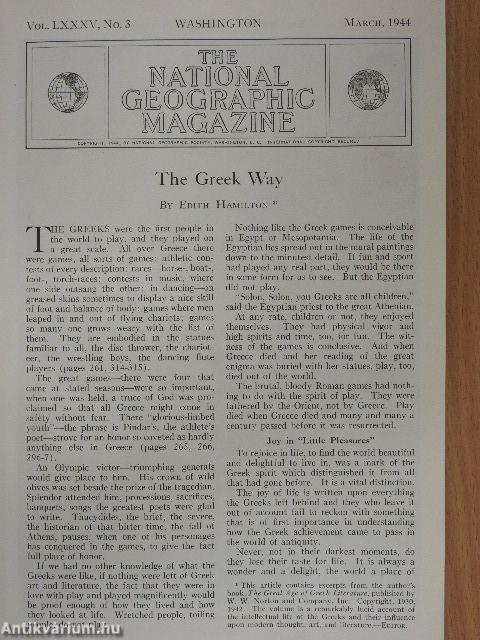 VOL. LXXXV, No. 3 WASHINGTON MARCH, 1944
THE
NATIONAL
GEOGRAPHIC
MAGAZINE
COPYRIGHT, 1944, BY NATIONAL GEOGRAPHIC SOCIETY, WASHINGTON, D. C. INTERNATIONAL COPYRIGHT SECURED
The Greek Way
BY EDITH HAMILTON *
THE GREEKS were the first people in
the world to play, and they played on
a great scale. All over Greece there
were games, all sorts of games: athletic con-
tests of every description: races—horse-, boat-,
foot-, torch-races; contests in music, where
one side outsang the other; in dancing—on
greased skins sometimes to display a nice skill
of foot and balance of body; games where men
leaped in and out of flying chariots; games
so many one grows weary with the list of
them. They are embodied in the statues
familiar to all, the disc thrower, the chariot-
eer, the wrestling boys, the dancing flute
players (pages 261, 314-315).
The great games—there were four that
came at stated seasons—were so important,
when one was held, a truce of God was pro-
claimed so that all Greece might come in
safety without fear. There "glorious-limbed
youth"—the phrase is Pindar's, the athlete's
poet—strove for an honor so coveted as hardly
anything else in Greece (pages 265, 266,
296-7).
An Olympic victor—triumphing generals
would give place to him. His crown of wild
olives was set beside the prize of the tragedian.
Splendor attended him, processions, sacrifices,
banquets, songs the greatest poets were glad
to write. Thucydides, the brief, the severe,
the historian of that bitter time, the fall of
Athens, pauses, when one of his personages
has conquered in the games, to give the fact
full place of honor.
If we had no other knowledge of what the
Greeks were like, if nothing were left of Greek
art and literature, the fact that they were in
love with play and played magnificently would
be proof enough of how they lived and how
they looked at life. Wretched people, toiling
Nothing like the Greek games is conceivable
in Egypt or Mesopotamia. The life of the
Egyptian lies spread out in the mural paintings
down to the minutest detail. If fun and sport
had played any real part, they would be there
in some form for us to see. But the Egyptian
did not play.
"Solon, Solon, you Greeks are all children,"
said the Egyptian priest to the great Athenian.
At any rate, children or not, they enjoyed
themselves. They had physical vigor and
high spirits and time, too, for fun. The wit-
ness of the games is conclusive. And when
Greece died and her reading of the great
enigma was buried with her statues, play, too,
died out of the world.
The brutal, bloody Roman games had noth-
ing to do with the spirit of play. They were
fathered by the Orient, not by Greece. Play
died when Greece died and many and many a
century passed before it was resurrected.
Joy in "Little Pleasures"
To rejoice in life, to find the world beautiful
and delightful to live in, was a mark of the
Greek spirit which distinguished it from all
that had gone before. It is a vital distinction.
The joy of life is written upon everything
the Greeks left behind and they who leave it
out of account fail to reckon with something
that is of first importance in understanding
how the Greek achievement came to pass in
the world of antiquity.
Never, not in their darkest moments, do
they lose their taste for life. It is always a
wonder and a delight, the world a place of
* This article contains excerpts from the author's
book, The Great Age of Greek Literature, published by
W. W. Norton and Company, Inc. Copyright, 1930,
1942. The volume is a remarkably lucid account of
the intellectual life of the Greeks and their influence
upon modern thought, art, and literature.—EDITOR.
Antikvarium.hu